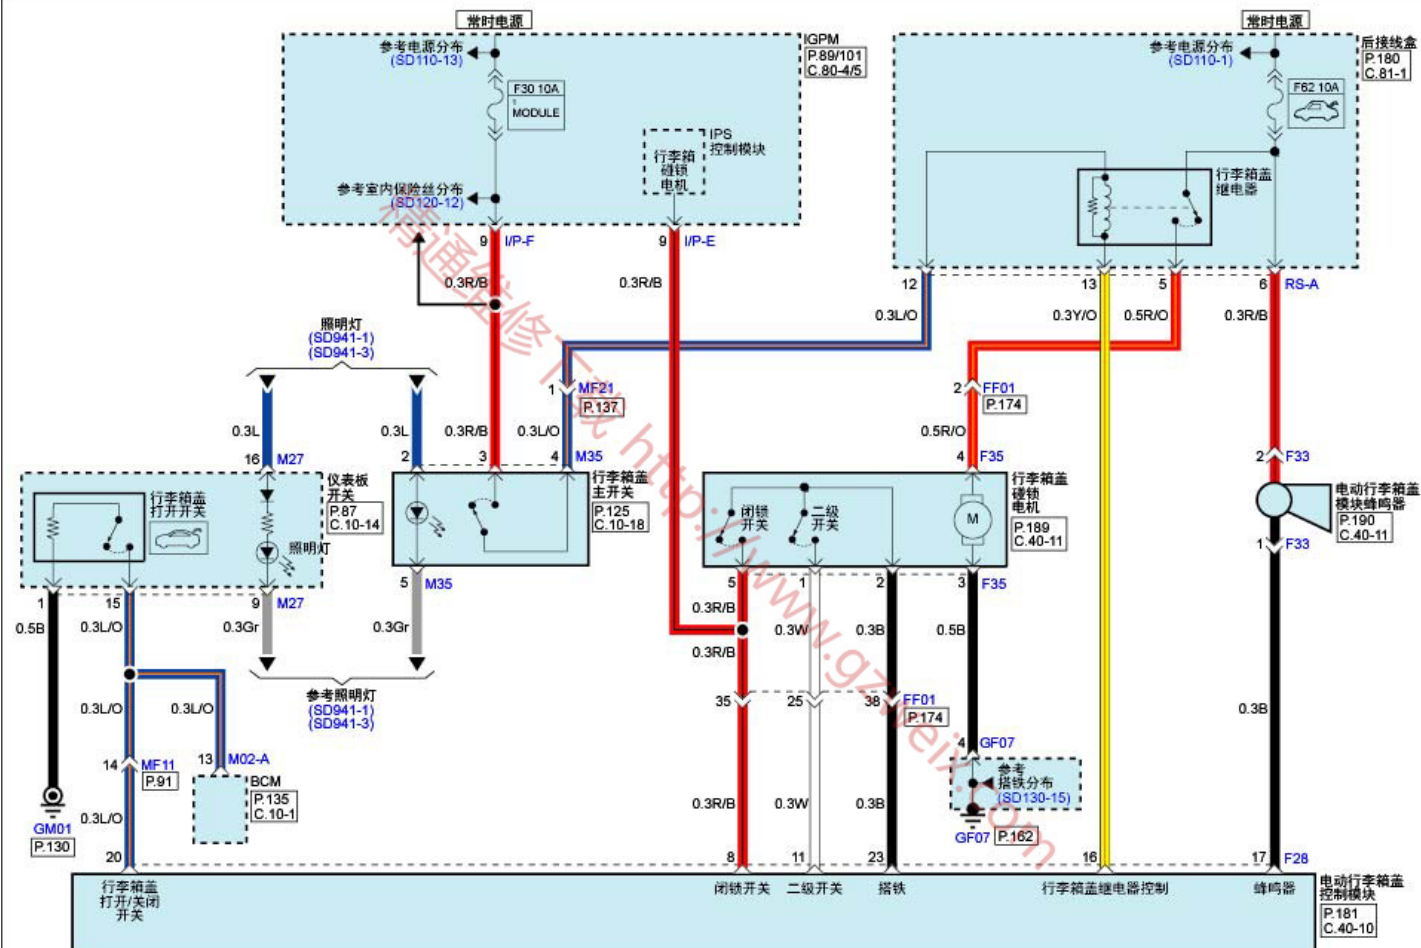 常时电源
常时电源
参考电源分布
(SD110-13)
F30 10A
1
MODULE
IGPM
P.89/101
C.80-4/5
IPS
控制模块
行李箱
碰锁
电机
参考室内保险丝分布
(SD120-12)
参考电源分布
(SD110-1)
F62 10A
后接线盒
P.180
C.81-1
行李箱盖
继电器
9 I/P-F
9 I/P-E
12
13
5
6 RS-A
0.3R/B
0.3R/B
0.3L/O
0.3Y/O
0.5R/O
0.3R/B
照明灯
(SD941-1)
(SD941-3)
1 MF21
P.137
2 FF01
P.174
0.3L
0.3L
0.3R/B
0.3L/O
0.5R/O
16 M27
2
3
4 M35
4 F35
2 F33
仪表板
开关
P.87
C.10-14
行李箱盖
打开开关
照明灯
行李箱盖
主开关
P.125
C.10-18
闭锁
开关
二级
开关
M
行李箱盖
碰锁
电机
P.189
C.40-11
电动行李箱盖
模块蜂鸣器
P.190
C.40-11
1 F33
1
15
9 M27
5 M35
5
1
2
3 F35
0.5B
0.3L/O
0.3Gr
0.3Gr
0.3R/B
0.3W
0.3B
0.5B
0.3R/B
参考照明灯
(SD941-1)
(SD941-3)
0.3L/O
0.3L/O
35
25
38 FF01
P.174
0.3B
14 MF11
P.91
13 M02-A
BCM
P.135
C.10-1
4 GF07
参考
搭铁分布
(SD130-15)
GF07 P.162
0.3R/B
0.3W
0.3B
0.3L/O
GM01
P.130
20
8
11
23
16
17 F28
行李箱盖
打开/关闭
开关
闭锁开关
二级开关
搭铁
行李箱盖继电器控制
蜂鸣器
电动行李箱盖
控制模块
P.181
C.40-10
精通维修下载 http://www.gzweix.com